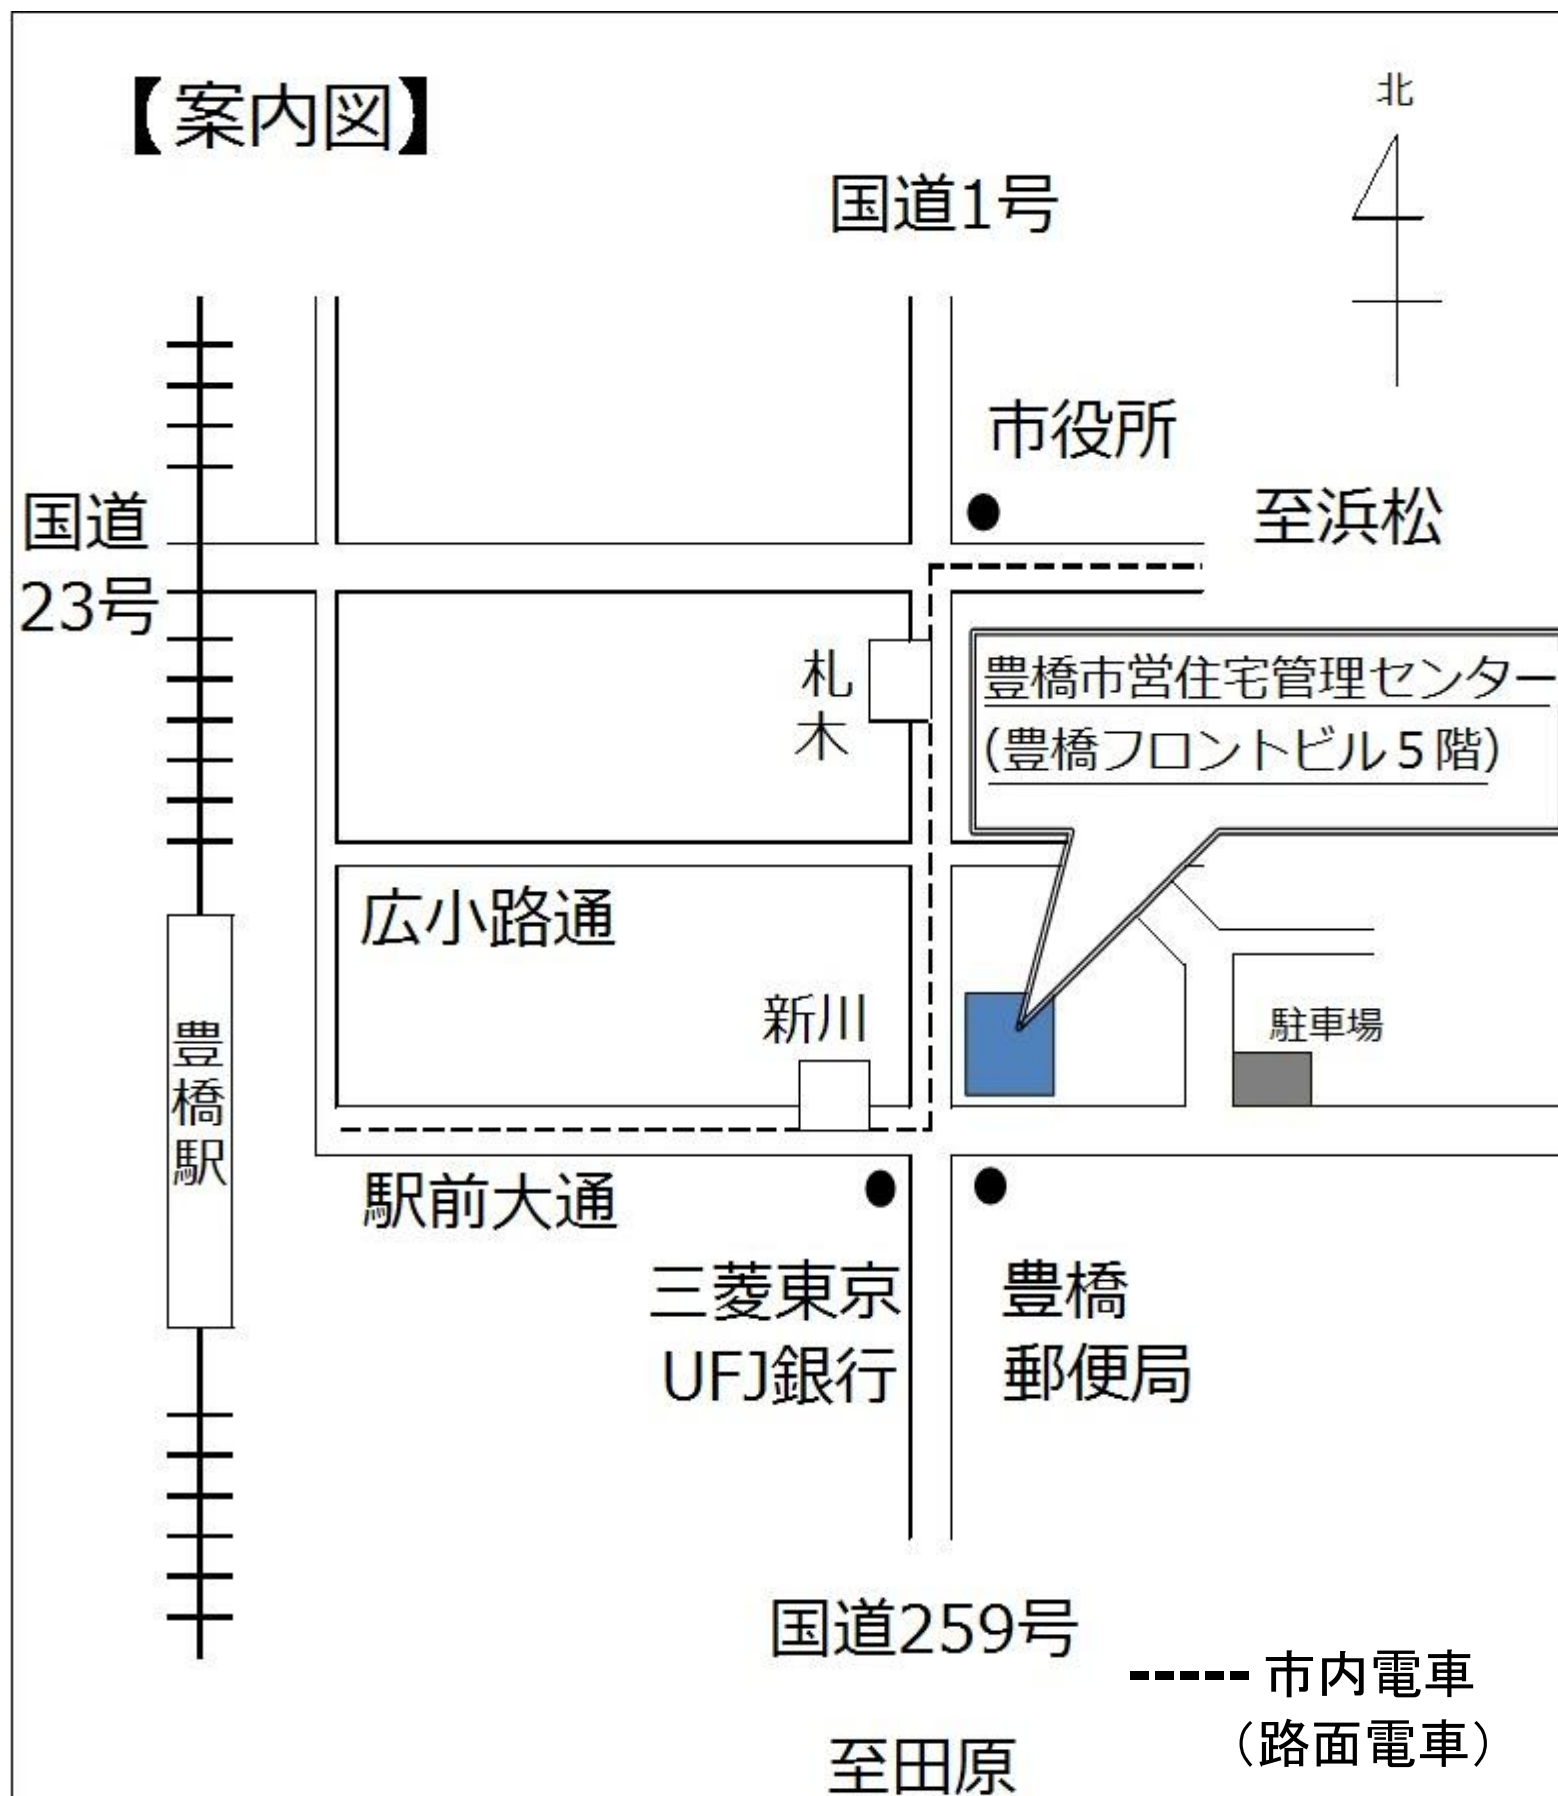 【案内図】
北
国道1号
市役所
至浜松
国道
23号
札
木
豊橋市営住宅管理センター
(豊橋フロントビル5階)
広小路通
新川
駐車場
豊
橋
駅
駅前大通
三菱東京
UFJ銀行
豊橋
郵便局
国道259号
市内電車
(路面電車)
至田原